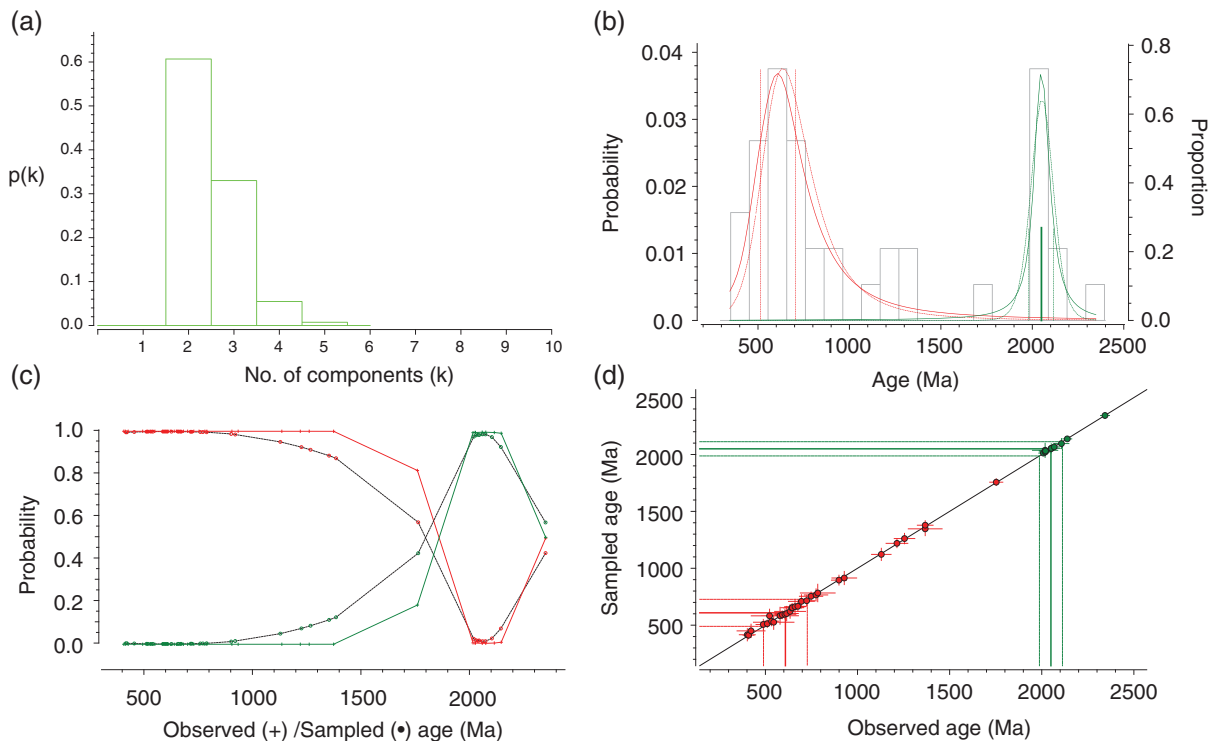 (a)
0.6
0.5
0.4
p(k)
0.3
0.2
0.1
0.0
1 2 3 4 5 6 7 8 9 10
No. of components (k)
(b)
0.04
0.03
0.02
0.01
0.0
Probability
0.8
0.6
0.4
0.2
0.0
Proportion
500 1000 1500 2000 2500
Age (Ma)
(c)
1.0
0.8
0.6
0.4
0.2
0.0
Probability
500 1000 1500 2000
Observed (+) /Sampled (•) age (Ma)
(d)
2500
2000
1500
1000
500
Sampled age (Ma)
500 1000 1500 2000 2500
Observed age (Ma)